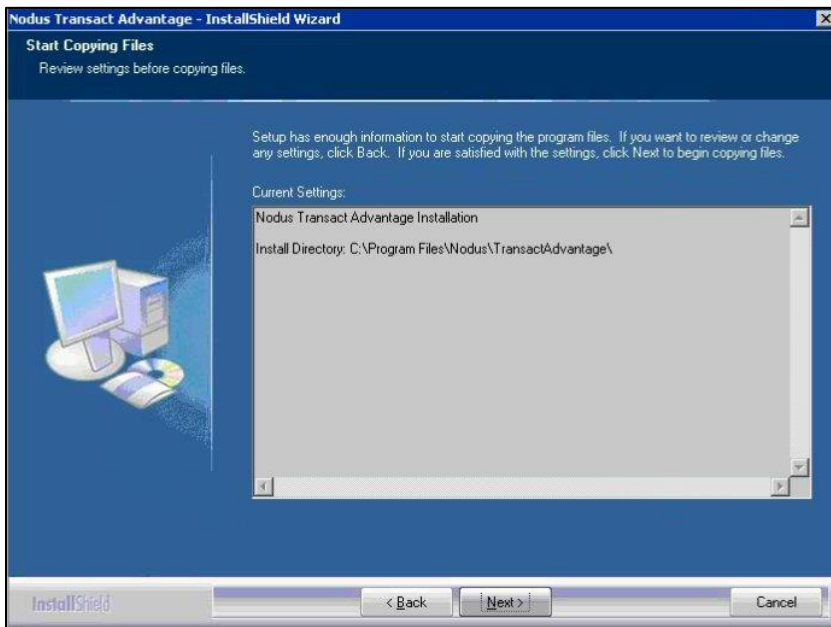 Nodus Transact Advantage - InstallShield Wizard
Start Copying Files
Review settings before copying files.
Setup has enough information to start copying the program files.  If you want to review or change
any settings, click Back.  If you are satisfied with the settings, click Next to begin copying files.
Current Settings:
Nodus Transact Advantage Installation
Install Directory: C:\Program Files\Nodus\TransactAdvantage\
InstallShield
< Back
Next >
Cancel